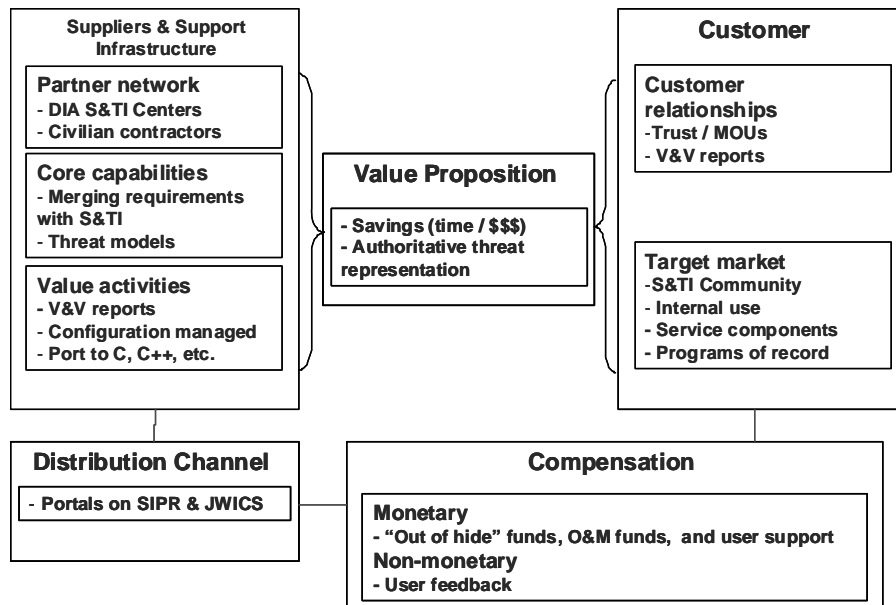 Suppliers & Support
Infrastructure
Partner network
- DIA S&TI Centers
- Civilian contractors
Core capabilities
- Merging requirements
with S&TI
- Threat models
Value activities
- V&V reports
- Configuration managed
- Port to C, C++, etc.
Value Proposition
- Savings (time / $$$)
- Authoritative threat
representation
Customer
Customer
relationships
-Trust / MOUs
- V&V reports
Target market
-S&TI Community
- Internal use
- Service components
- Programs of record
Distribution Channel
- Portals on SIPR & JWICS
Compensation
Monetary
- “Out of hide” funds, O&M funds,  and user support
Non-monetary
- User feedback